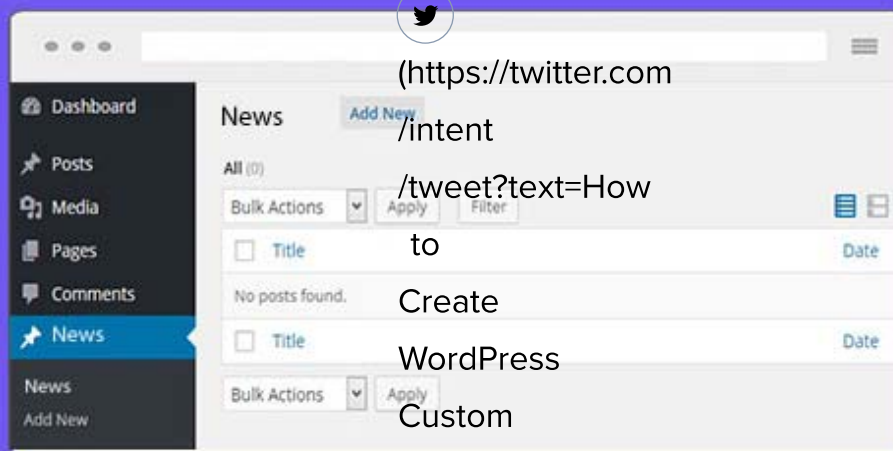 (https://twitter.com
Dashboard
News
Add New
/intent
Posts
All (0)
/tweet?text=How
Media
Bulk Actions
Apply
Filter
to
Pages
Title
Date
Comments
No posts found.
Create
News
Title
Date
WordPress
News
Bulk Actions
Apply
Add New
Custom